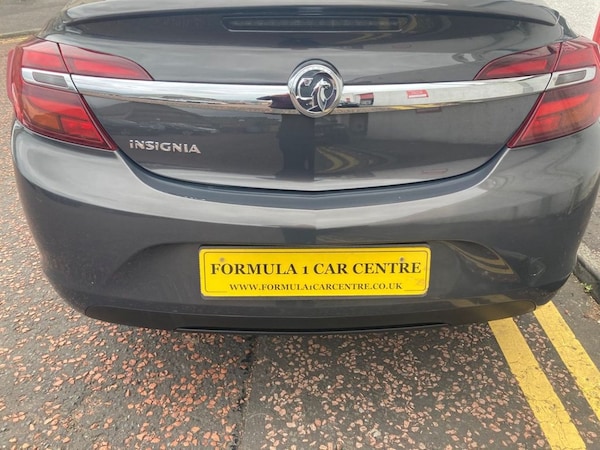 INSIGNIA
FORMULA 1 CAR CENTRE
WWW.FORMULA1CARCENTRE.CO.UK